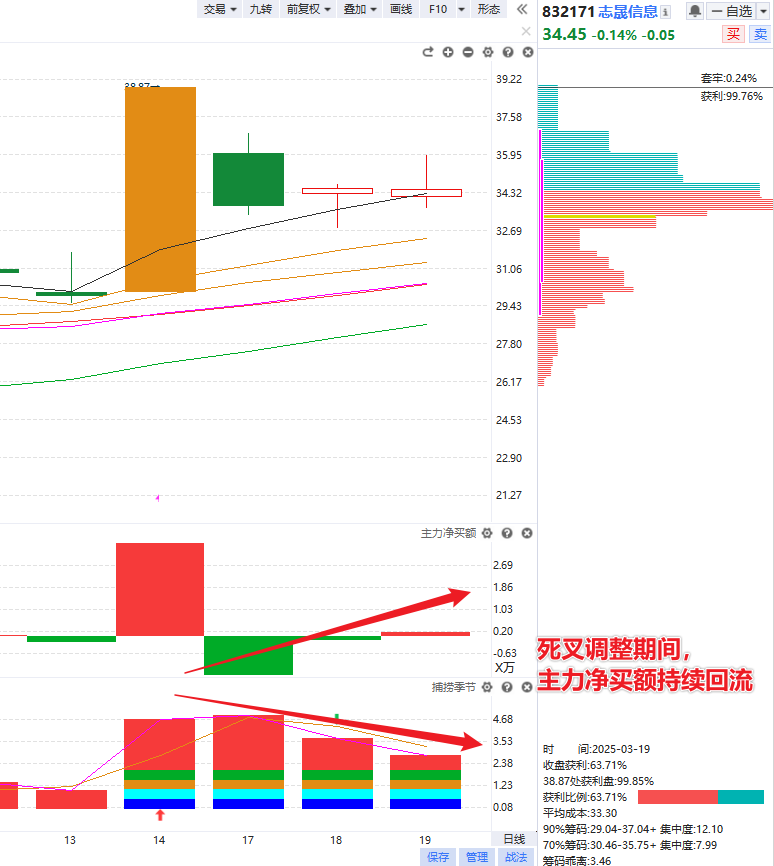 交易 九转 前复权 叠加 画线 F10 形态
832171 志晟信息 自选
34.45 -0.14% -0.05 买 卖
套牢:0.24%
获利:99.76%
38.87
39.22
37.58
35.95
34.32
32.69
31.06
29.43
27.80
26.17
24.53
22.90
21.27
主力净买额
2.69
1.86
1.03
0.20
-0.63
X万
死叉调整期间，
主力净买额持续回流
捕捞季节
4.68
3.53
2.38
1.23
0.08
时 间:2025-03-19
收盘获利:63.71%
38.87处获利盘:99.85%
获利比例:63.71%
平均成本:33.30
90%筹码:29.04-37.04+ 集中度:12.10
70%筹码:30.46-35.75+ 集中度:7.99
筹码乖离:3.46
13 14 17 18 19 日线
保存 管理 战法